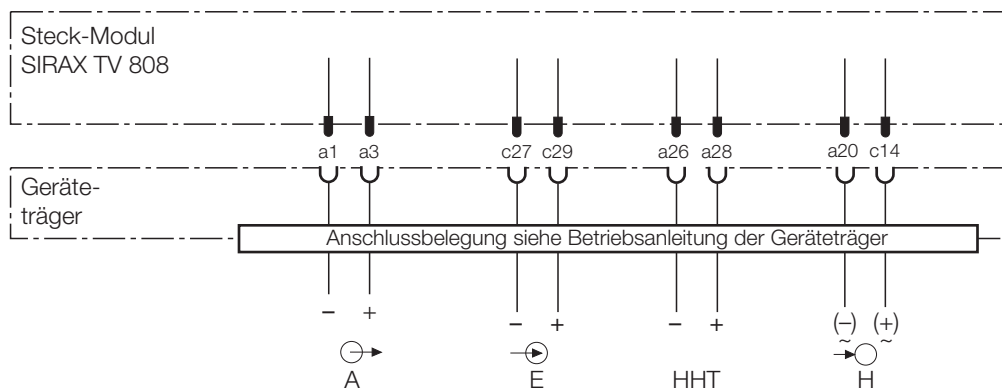 Steck-Modul
SIRAX TV 808
a1 a3 c27 c29 a26 a28 a20 c14
Geräte-
träger
Anschlussbelegung siehe Betriebsanleitung der Geräteträger
– + – + – + (–) (+)
~ ~
A E HHT H